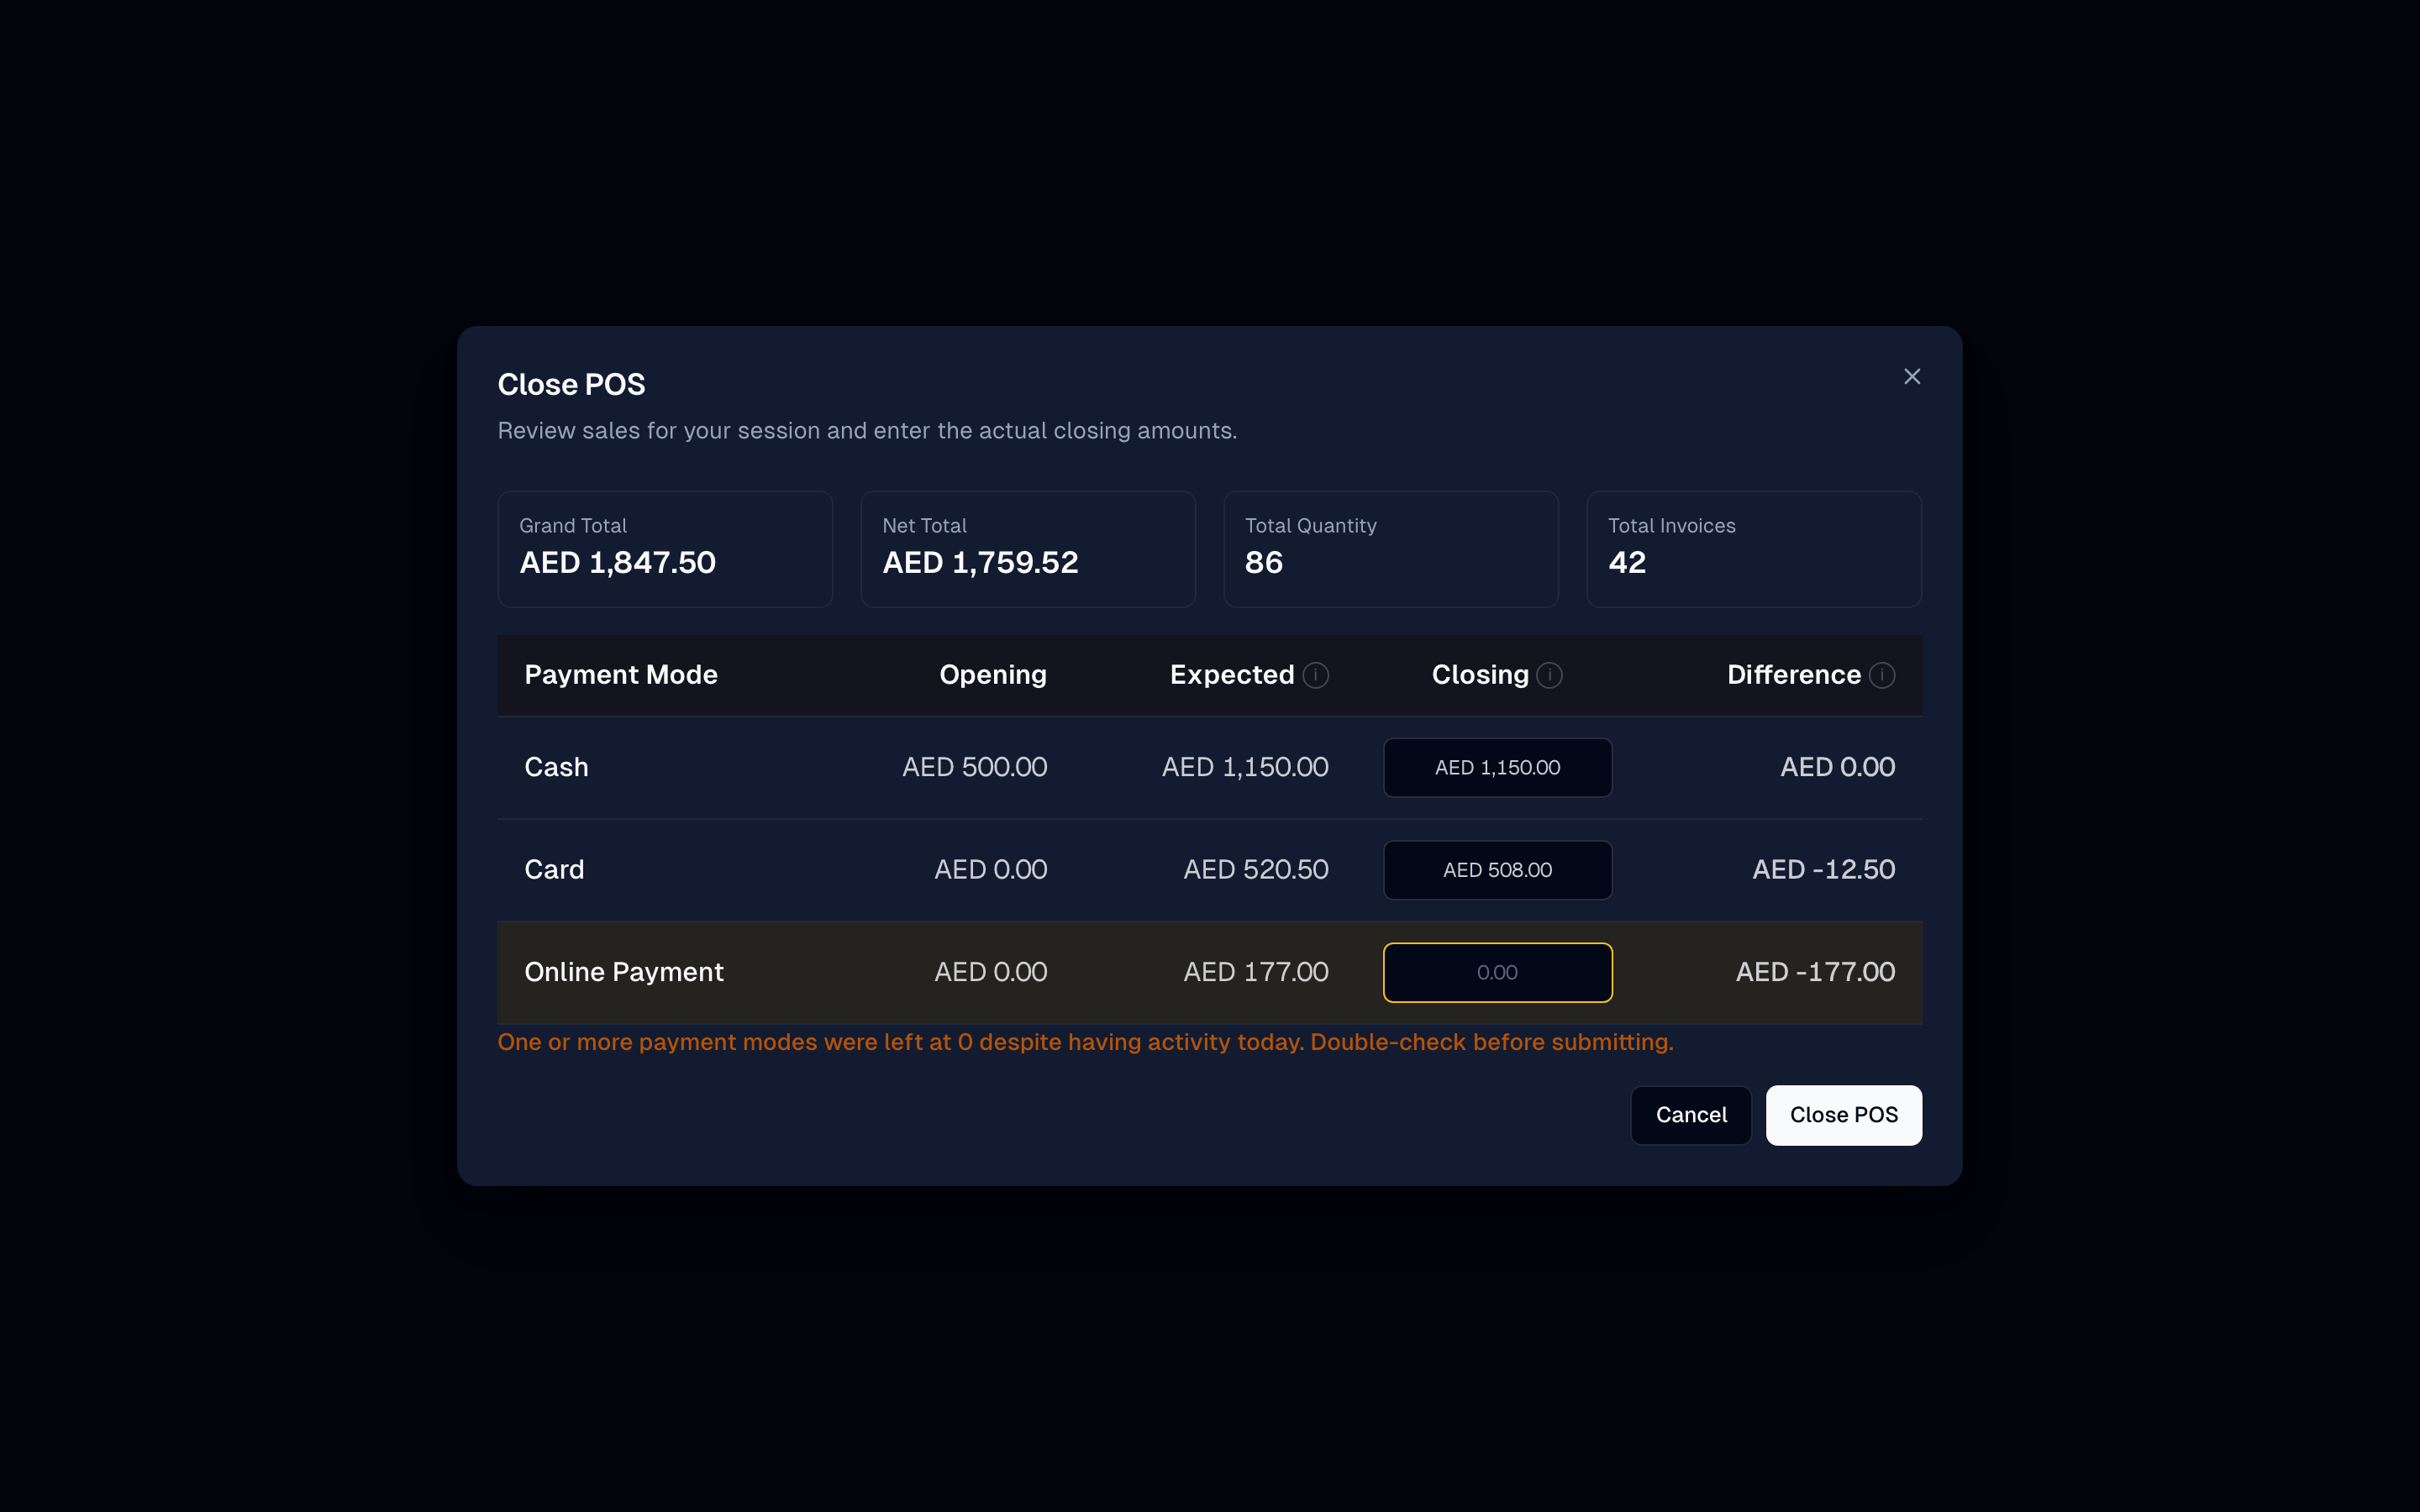 Close POS
Review sales for your session and enter the actual closing amounts.
Grand Total
AED 1,847.50
Net Total
AED 1,759.52
Total Quantity
86
Total Invoices
42
Payment Mode Opening Expected i Closing i Difference i
Cash AED 500.00 AED 1,150.00 AED 1,150.00 AED 0.00
Card AED 0.00 AED 520.50 AED 508.00 AED -12.50
Online Payment AED 0.00 AED 177.00 0.00 AED -177.00
One or more payment modes were left at 0 despite having activity today. Double-check before submitting.
Cancel Close POS